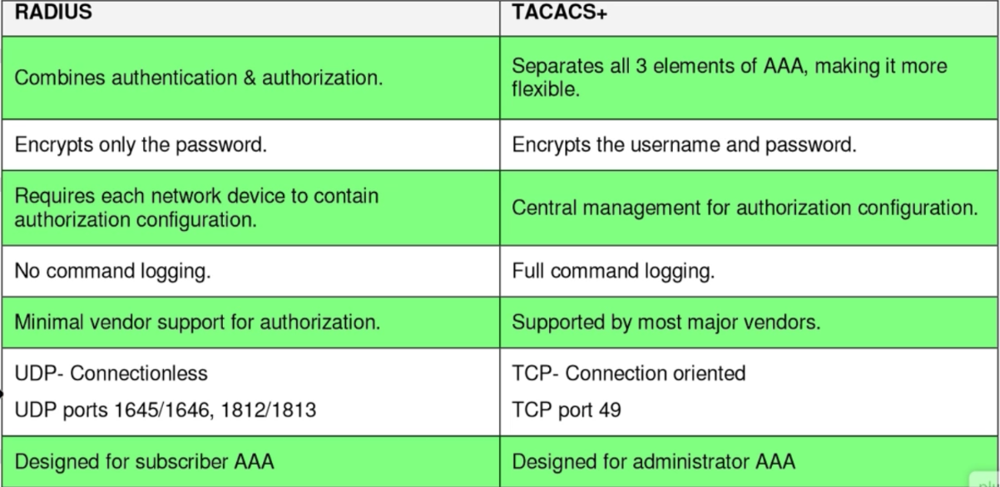 RADIUS
TACACS+
Combines authentication & authorization.
Separates all 3 elements of AAA, making it more
flexible.
Encrypts only the password.
Encrypts the username and password.
Requires each network device to contain
authorization configuration.
Central management for authorization configuration.
No command logging.
Full command logging.
Minimal vendor support for authorization.
Supported by most major vendors.
UDP- Connectionless
UDP ports 1645/1646, 1812/1813
TCP- Connection oriented
TCP port 49
Designed for subscriber AAA
Designed for administrator AAA